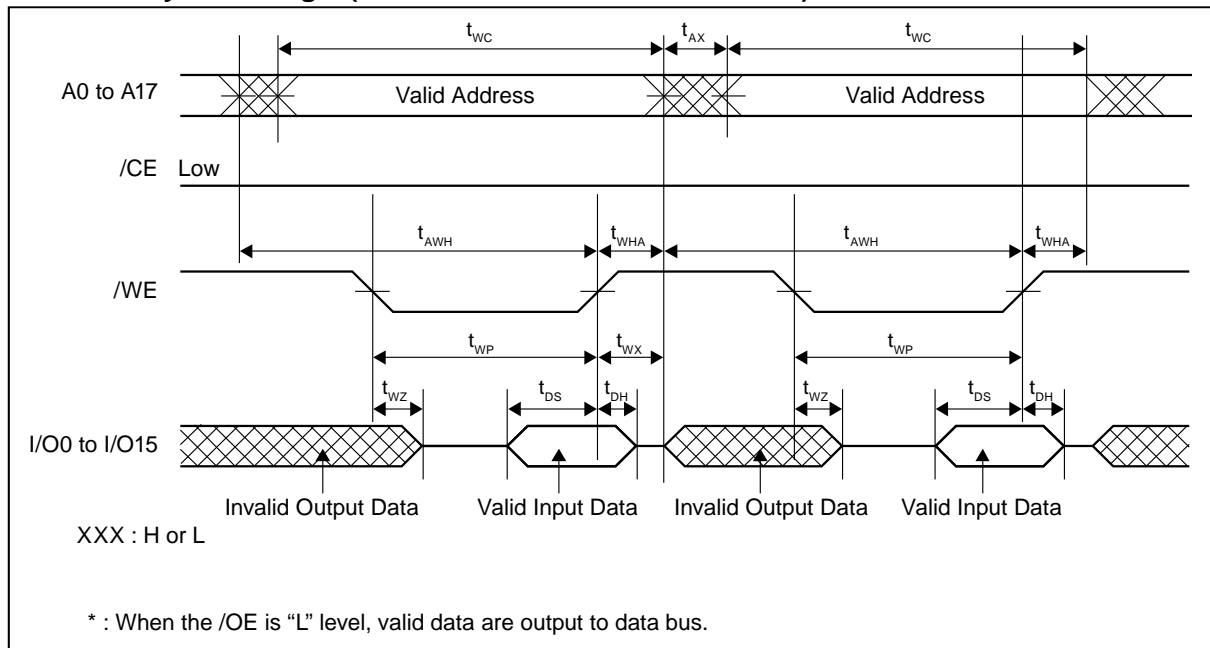 tWC tAX tWC
A0 to A17 Valid Address Valid Address
/CE Low
tAWH tWHA tAWH tWHA
/WE
tWP tWX tWP
tWZ tDS tDH tWZ tDS tDH
I/O0 to I/O15
Invalid Output Data Valid Input Data Invalid Output Data Valid Input Data
XXX : H or L
* : When the /OE is “L” level, valid data are output to data bus.